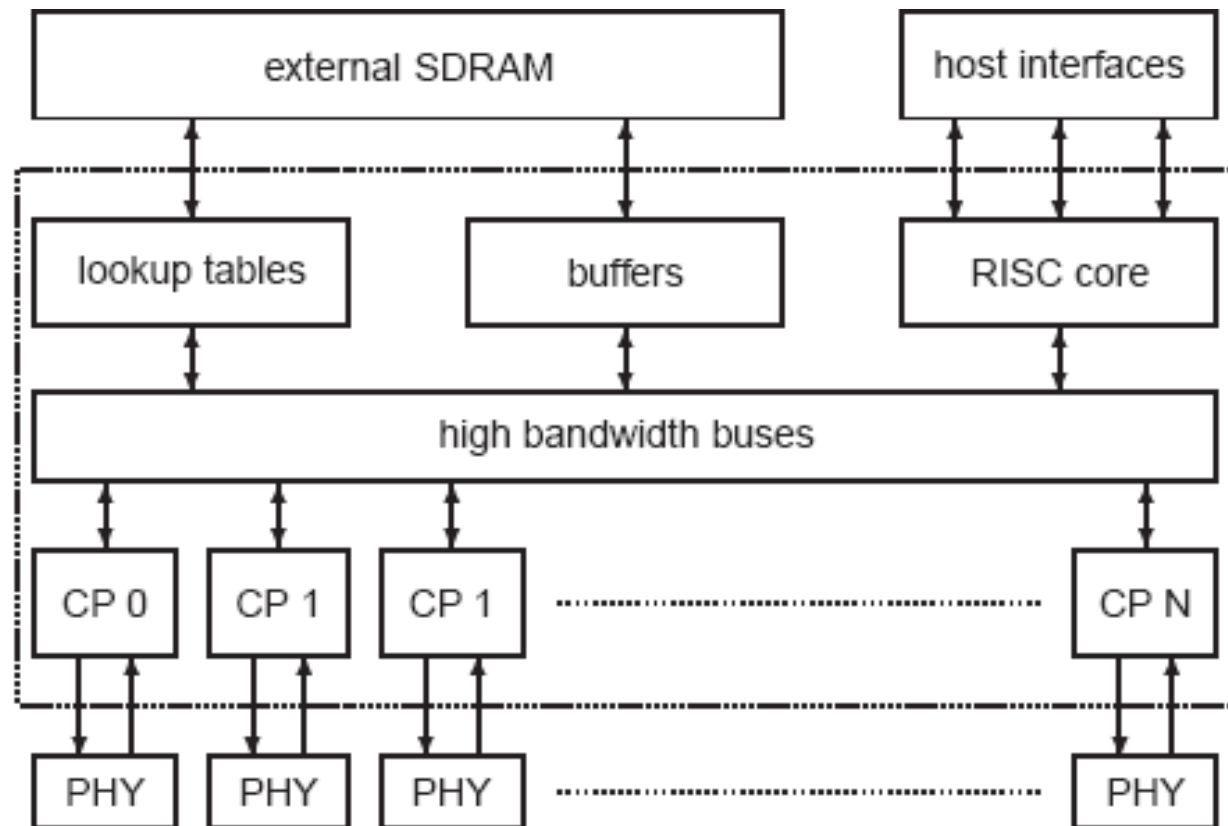 external SDRAM
host interfaces
lookup tables
buffers
RISC core
high bandwidth buses
CP 0
CP 1
CP 1
CP N
PHY
PHY
PHY
PHY